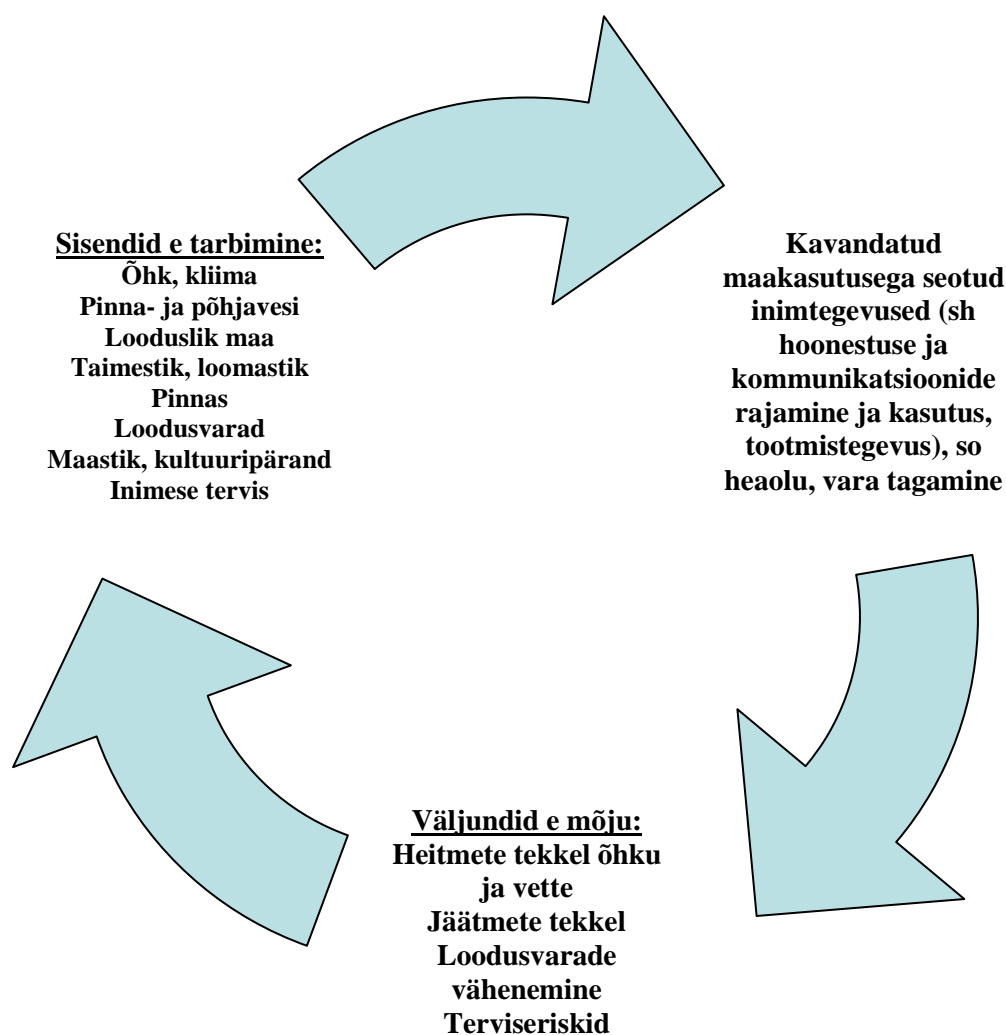 Sisendid e tarbimine:
Õhk, kliima
Pinna- ja põhjavesi
Looduslik maa
Taimestik, loomastik
Pinnas
Loodusvarad
Maastik, kultuuripärand
Inimese tervis
Kavandatud
maakasutusega seotud
inimtegevused (sh
hoonestuse ja
kommunikatsioonide
rajamine ja kasutus,
tootmistegevus), so
heaolu, vara tagamine
Väljundid e mõju:
Heitmete tekkel õhku
ja vette
Jäätmete tekkel
Loodusvarade
vähenemine
Terviseriskid